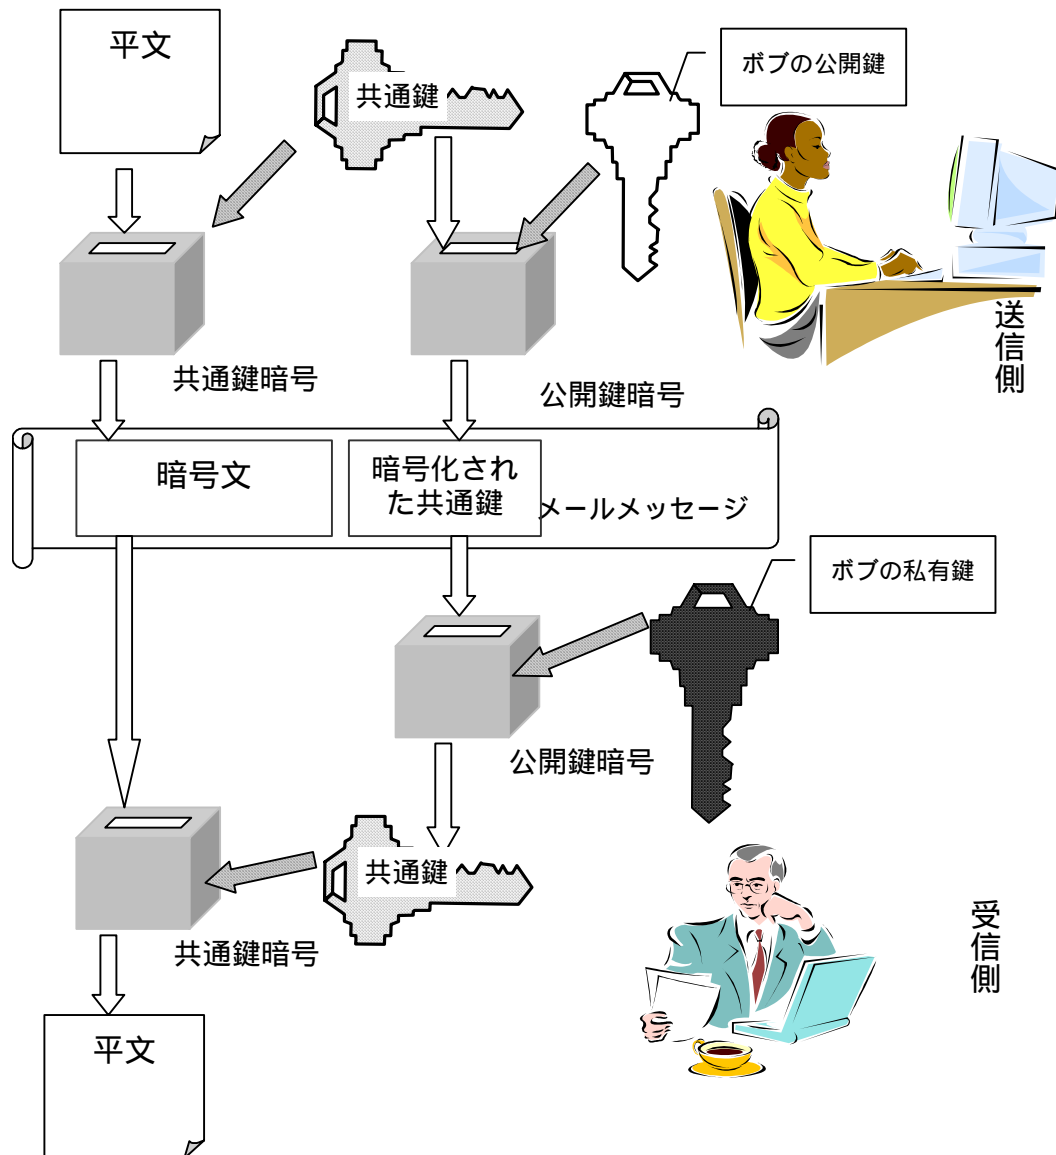 平文
共通鍵
ボブの公開鍵
送信側
共通鍵暗号
公開鍵暗号
暗号文
暗号化され
た共通鍵
メールメッセージ
ボブの私有鍵
公開鍵暗号
共通鍵
共通鍵暗号
受信側
平文